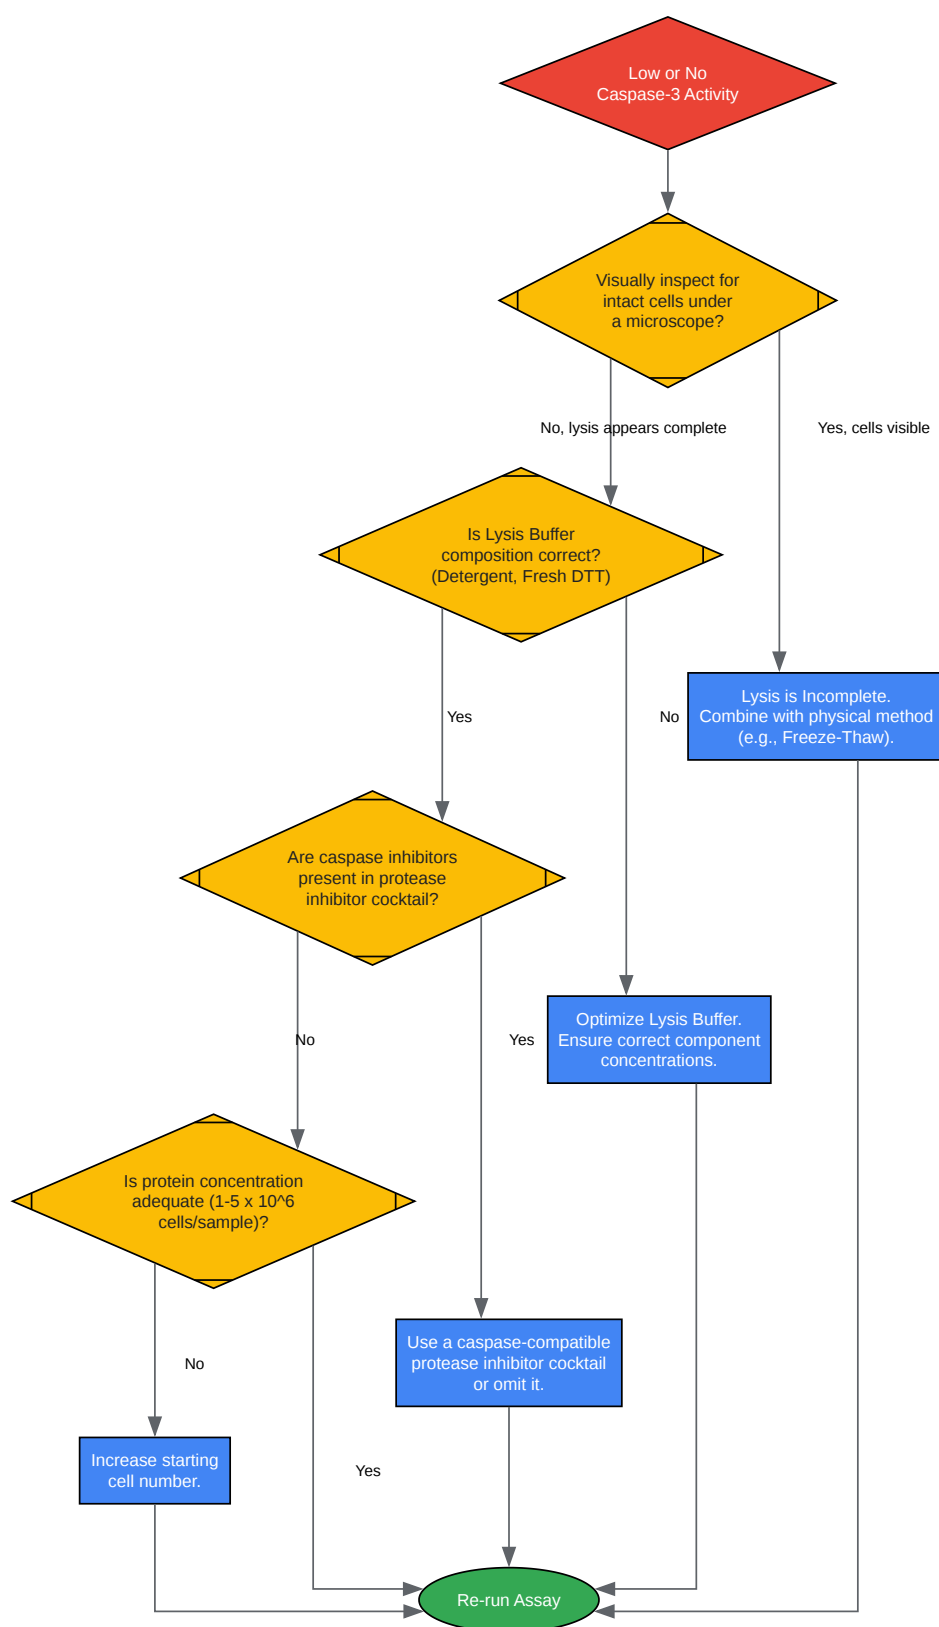 Low or No
Caspase-3 Activity
Visually inspect for
intact cells under
a microscope?
No, lysis appears complete
Yes, cells visible
Is Lysis Buffer
composition correct?
(Detergent, Fresh DTT)
Yes
No
Lysis is Incomplete.
Combine with physical method
(e.g., Freeze-Thaw).
Are caspase inhibitors
present in protease
inhibitor cocktail?
No
Yes
Optimize Lysis Buffer.
Ensure correct component
concentrations.
Is protein concentration
adequate (1-5 x 10^6
cells/sample)?
No
Use a caspase-compatible
protease inhibitor cocktail
or omit it.
Increase starting
cell number.
Yes
Re-run Assay